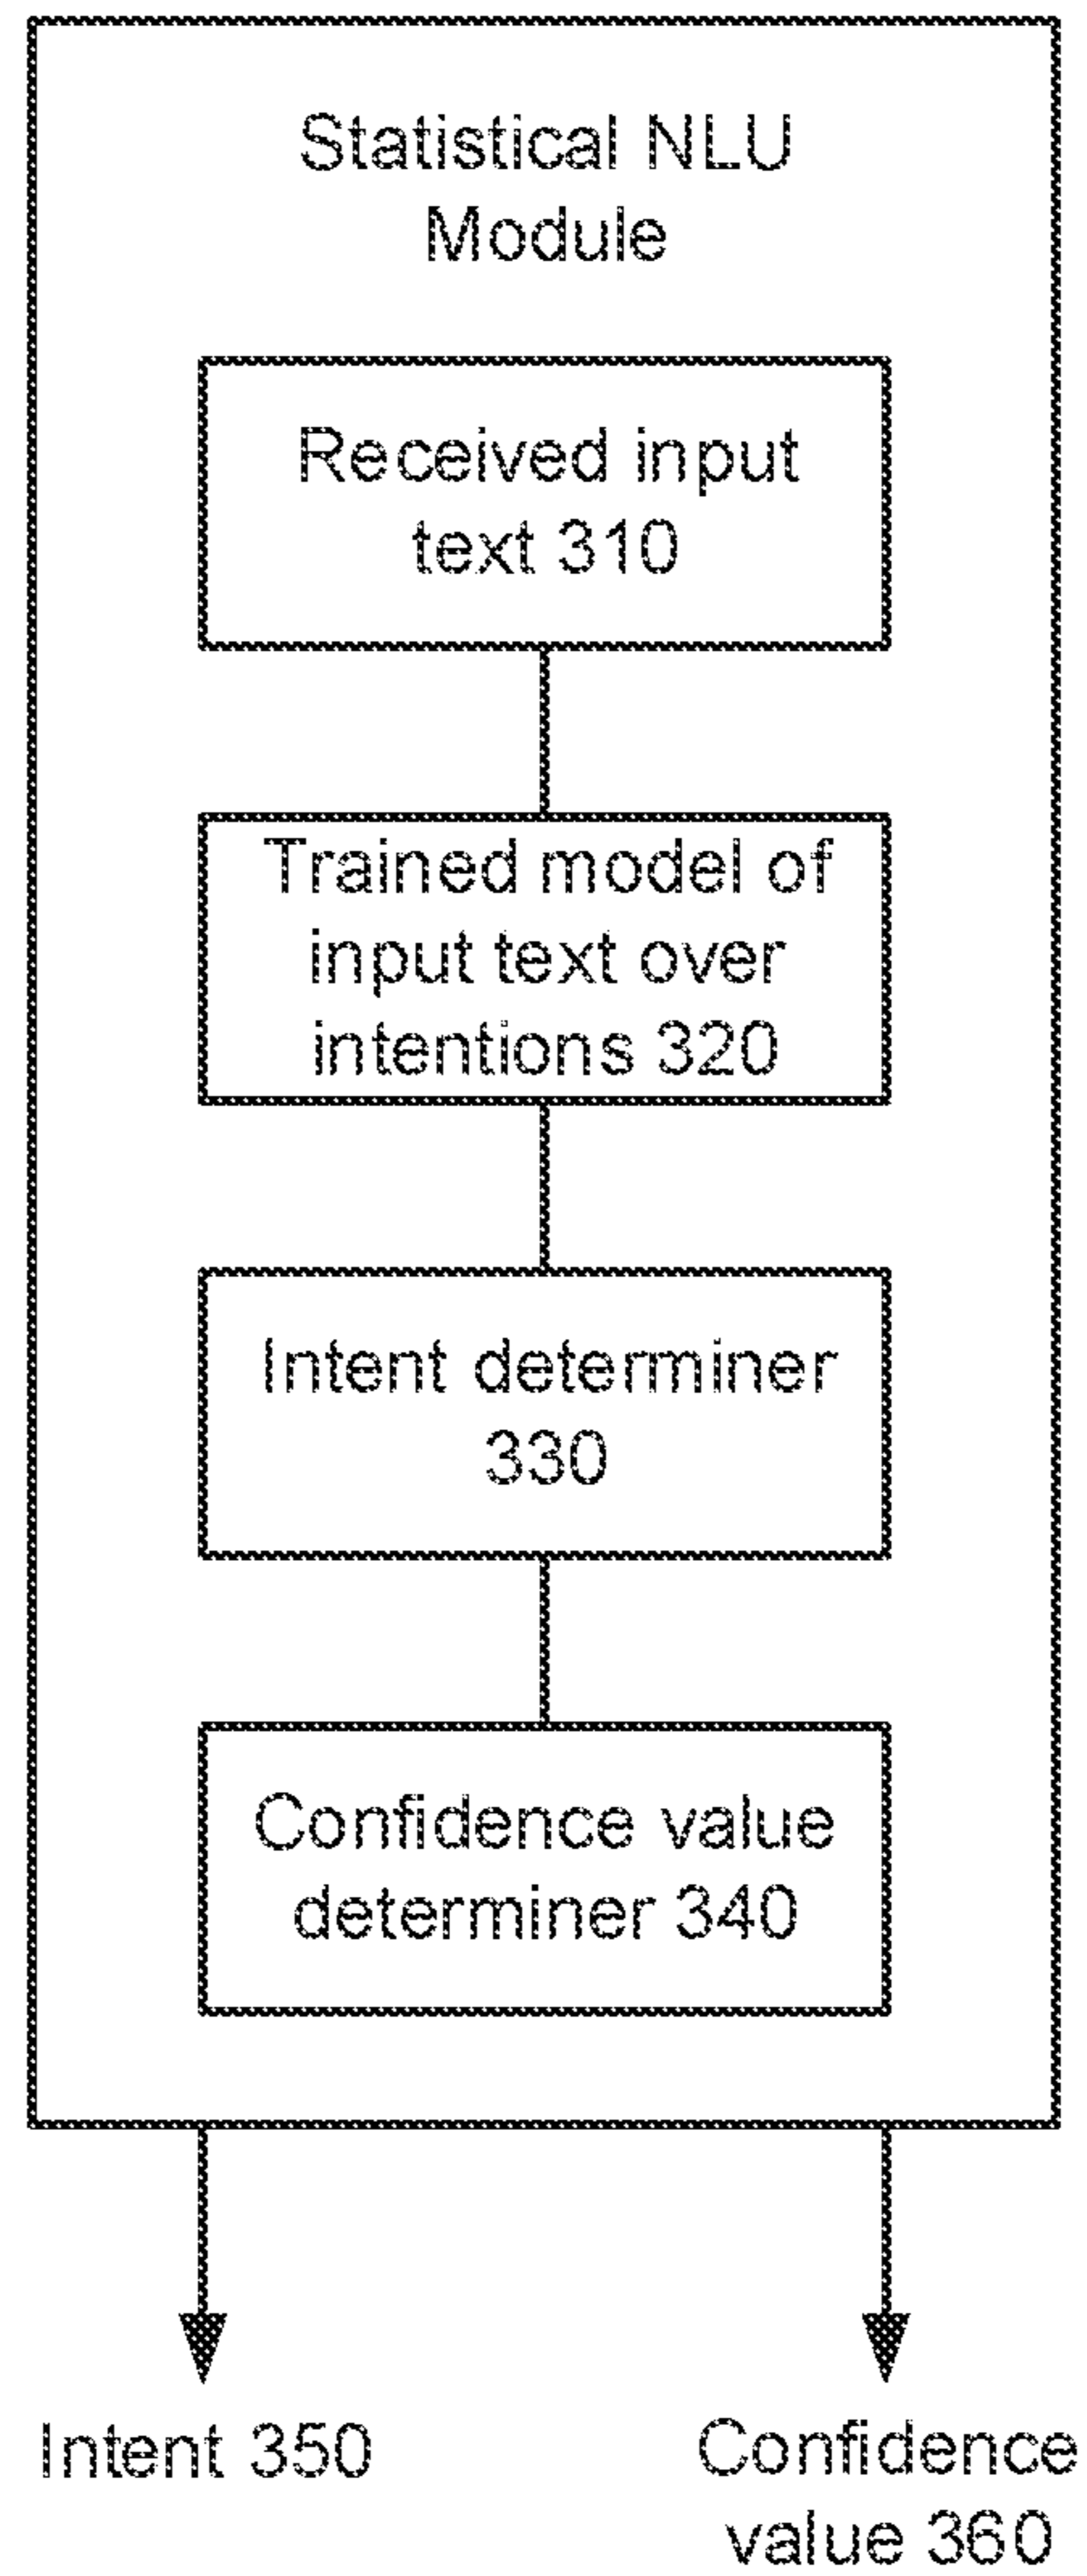 Statistical NLU
Module
Received input
text 310
Trained model of
input text over
intentions 320
Intent determiner
330
Confidence value
determiner 340
Intent 350
Confidence
value 360